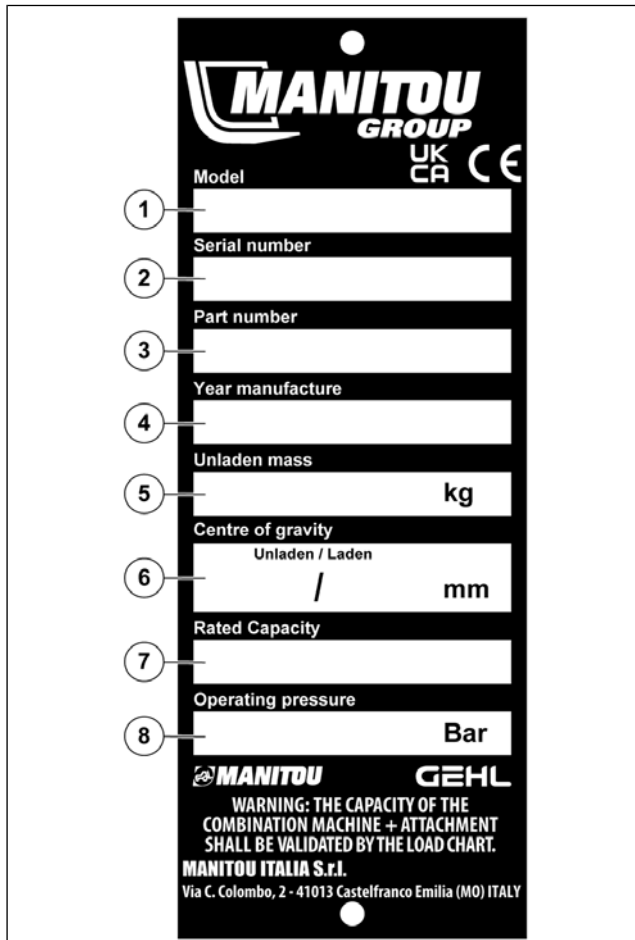 MANITOU
GROUP
UK
CA CE
Model
1
Serial number
2
Part number
3
Year manufacture
4
Unladen mass
5 kg
Centre of gravity
Unladen / Laden
6 / mm
Rated Capacity
7
Operating pressure
8 Bar
MANITOU GEHL
WARNING: THE CAPACITY OF THE
COMBINATION MACHINE + ATTACHMENT
SHALL BE VALIDATED BY THE LOAD CHART.
MANITOU ITALIA S.r.l.
Via C. Colombo, 2 - 41013 Castelfranco Emilia (MO) ITALY